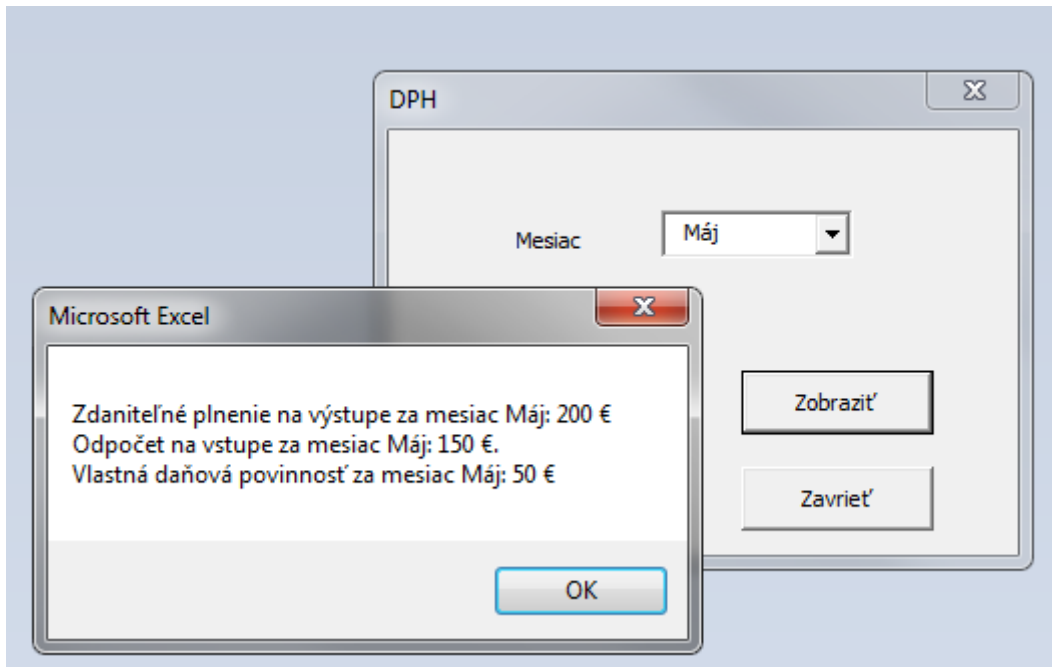 DPH
Mesiac
Máj
Microsoft Excel
Zdaniteľné plnenie na výstupe za mesiac Máj: 200 €
Odpočet na vstupe za mesiac Máj: 150 €.
Vlastná daňová povinnosť za mesiac Máj: 50 €
Zobraziť
Zavrieť
OK